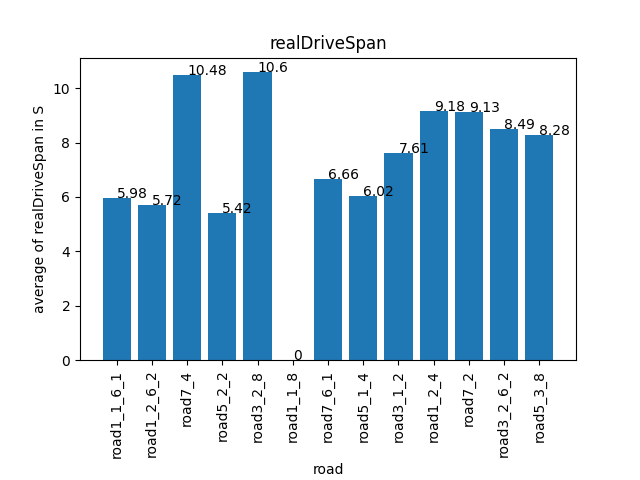 realDriveSpan
average of realDriveSpan in S
10
8
6
4
2
0
5.98
5.72
10.48
5.42
10.6
0
6.66
6.02
7.61
9.18
9.13
8.49
8.28
road1_1_6_1
road1_2_6_2
road7_4
road5_2_2
road3_2_8
road1_1_8
road7_6_1
road5_1_4
road3_1_2
road1_2_4
road7_2
road3_2_6_2
road5_3_8
road